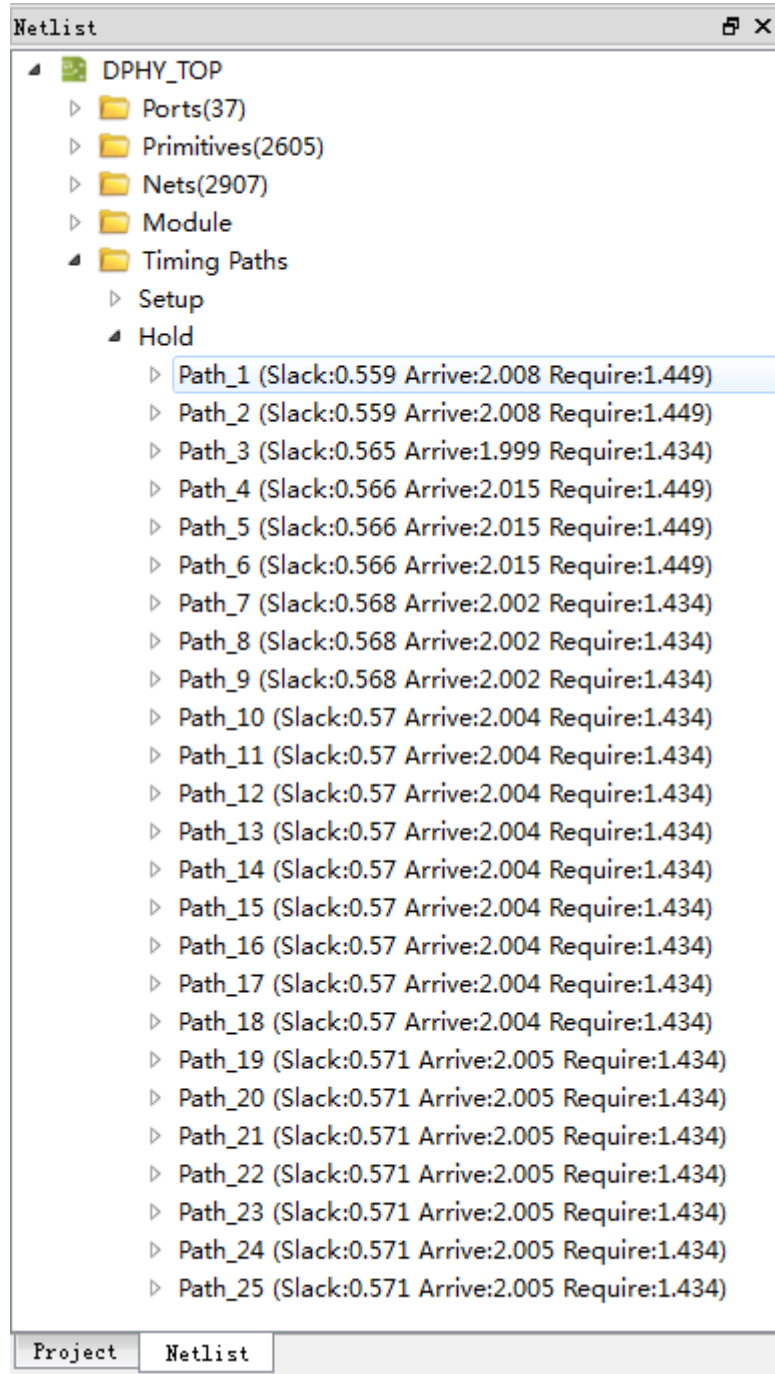 Netlist
DPHY_TOP
Ports(37)
Primitives(2605)
Nets(2907)
Module
Timing Paths
Setup
Hold
Path_1 (Slack:0.559 Arrive:2.008 Require:1.449)
Path_2 (Slack:0.559 Arrive:2.008 Require:1.449)
Path_3 (Slack:0.565 Arrive:1.999 Require:1.434)
Path_4 (Slack:0.566 Arrive:2.015 Require:1.449)
Path_5 (Slack:0.566 Arrive:2.015 Require:1.449)
Path_6 (Slack:0.566 Arrive:2.015 Require:1.449)
Path_7 (Slack:0.568 Arrive:2.002 Require:1.434)
Path_8 (Slack:0.568 Arrive:2.002 Require:1.434)
Path_9 (Slack:0.568 Arrive:2.002 Require:1.434)
Path_10 (Slack:0.57 Arrive:2.004 Require:1.434)
Path_11 (Slack:0.57 Arrive:2.004 Require:1.434)
Path_12 (Slack:0.57 Arrive:2.004 Require:1.434)
Path_13 (Slack:0.57 Arrive:2.004 Require:1.434)
Path_14 (Slack:0.57 Arrive:2.004 Require:1.434)
Path_15 (Slack:0.57 Arrive:2.004 Require:1.434)
Path_16 (Slack:0.57 Arrive:2.004 Require:1.434)
Path_17 (Slack:0.57 Arrive:2.004 Require:1.434)
Path_18 (Slack:0.57 Arrive:2.004 Require:1.434)
Path_19 (Slack:0.571 Arrive:2.005 Require:1.434)
Path_20 (Slack:0.571 Arrive:2.005 Require:1.434)
Path_21 (Slack:0.571 Arrive:2.005 Require:1.434)
Path_22 (Slack:0.571 Arrive:2.005 Require:1.434)
Path_23 (Slack:0.571 Arrive:2.005 Require:1.434)
Path_24 (Slack:0.571 Arrive:2.005 Require:1.434)
Path_25 (Slack:0.571 Arrive:2.005 Require:1.434)
Project Netlist